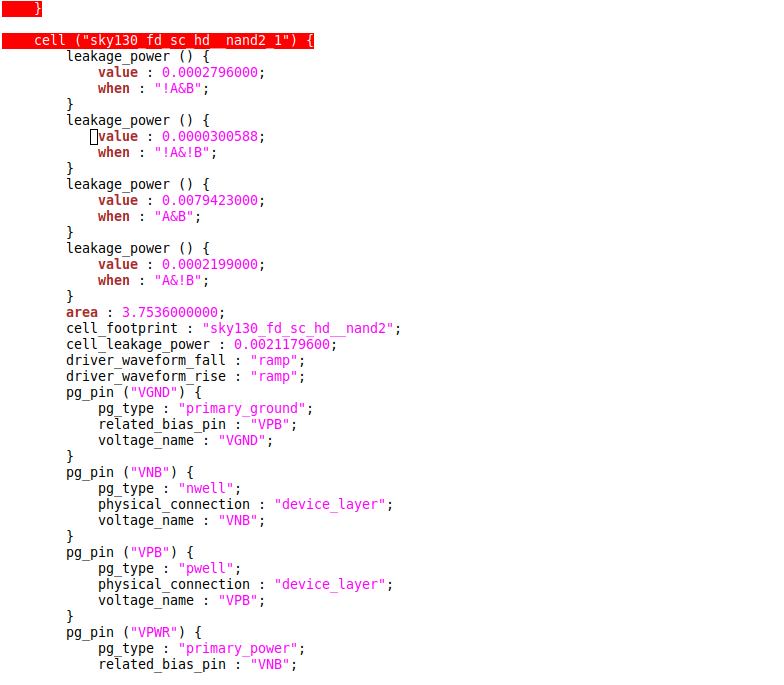 }
cell ("sky130_fd_sc_hd__nand2_1") {
leakage_power () {
value : 0.0002796000;
when : "!A&B";
}
leakage_power () {
value : 0.0000300588;
when : "!A&!B";
}
leakage_power () {
value : 0.0079423000;
when : "A&B";
}
leakage_power () {
value : 0.0002199000;
when : "A&!B";
}
area : 3.7536000000;
cell_footprint : "sky130_fd_sc_hd__nand2";
cell_leakage_power : 0.0021179600;
driver_waveform_fall : "ramp";
driver_waveform_rise : "ramp";
pg_pin ("VGND") {
pg_type : "primary_ground";
related_bias_pin : "VPB";
voltage_name : "VGND";
}
pg_pin ("VNB") {
pg_type : "nwell";
physical_connection : "device_layer";
voltage_name : "VNB";
}
pg_pin ("VPB") {
pg_type : "pwell";
physical_connection : "device_layer";
voltage_name : "VPB";
}
pg_pin ("VPWR") {
pg_type : "primary_power";
related_bias_pin : "VNB";